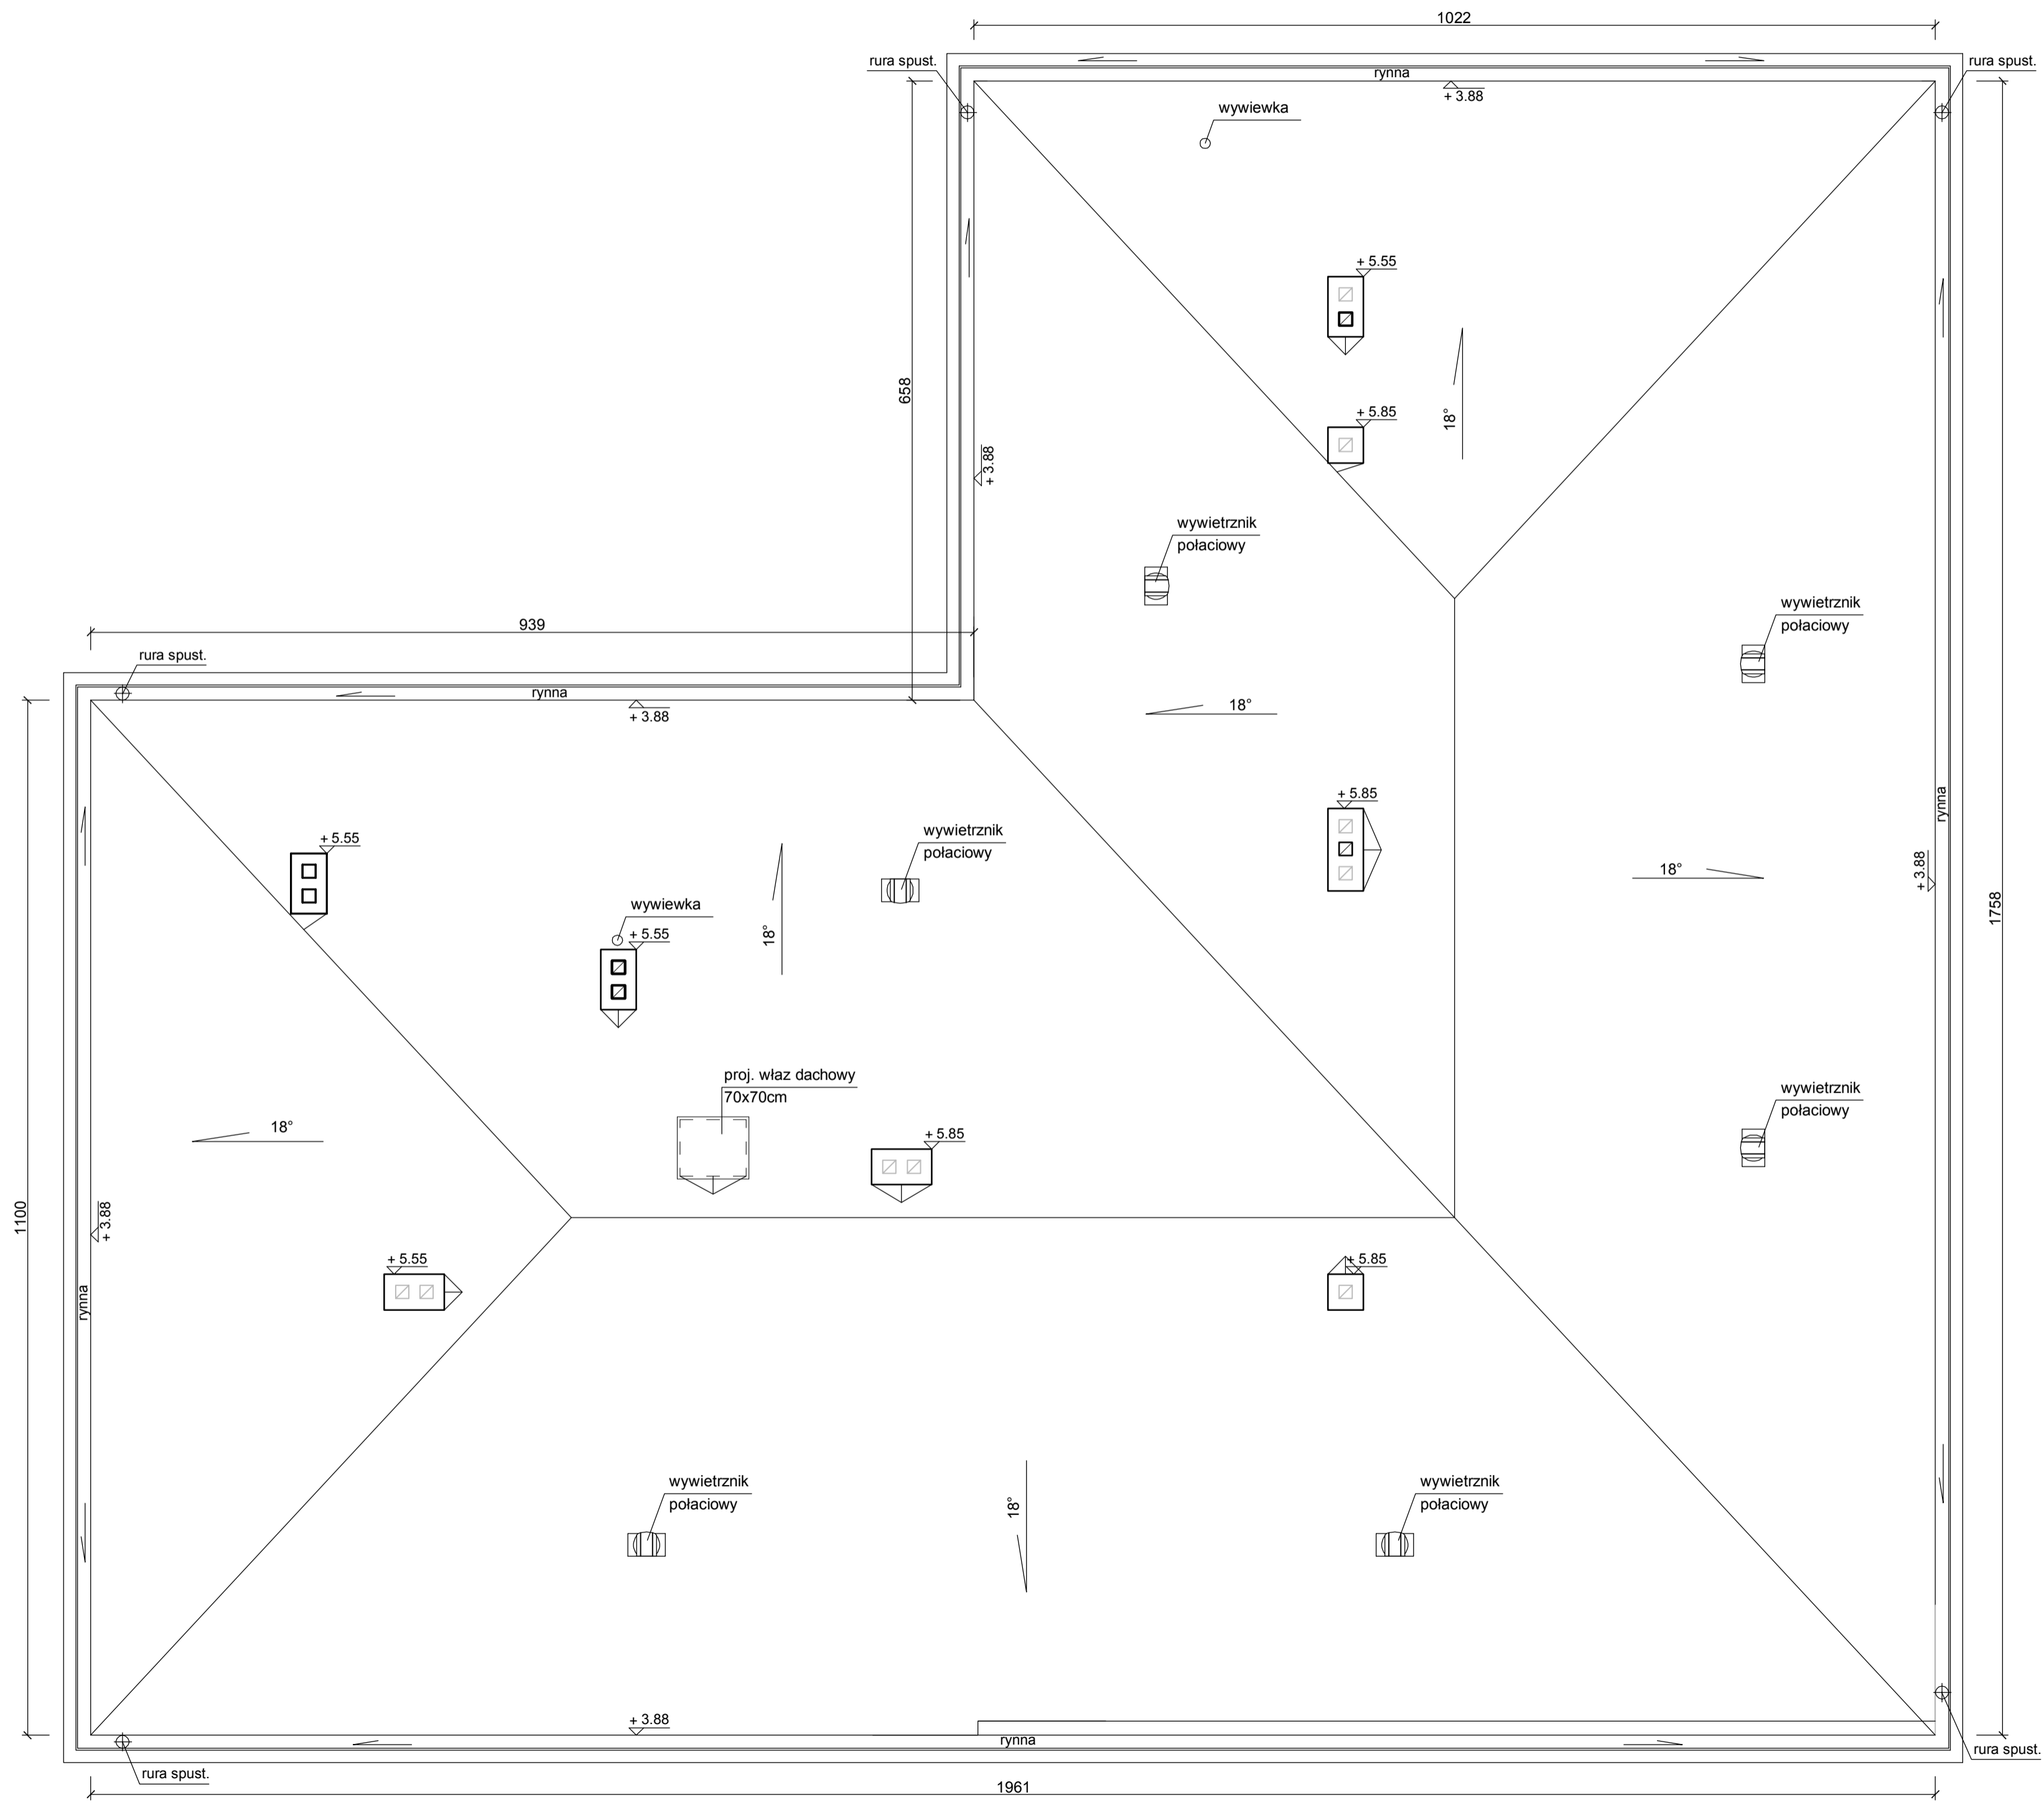 1022
rura spust.
rynna
rura spust.
+ 3.88
wywiewka
+ 5.55
658
18°
+ 5.85
+ 3.88
wywietrznik
połaciowy
wywietrznik
połaciowy
939
rura spust.
rynna
+ 3.88
18°
+ 5.85
rynna
+ 5.55
wywietrznik
połaciowy
+ 3.88
18°
1758
wywiewka
+ 5.55
18°
proj. właz dachowy
70x70cm
wywietrznik
połaciowy
18°
+ 5.85
1100
+ 3.88
+ 5.55
+ 5.85
rynna
wywietrznik
połaciowy
18°
wywietrznik
połaciowy
+ 3.88
rynna
rura spust.
rura spust.
1961